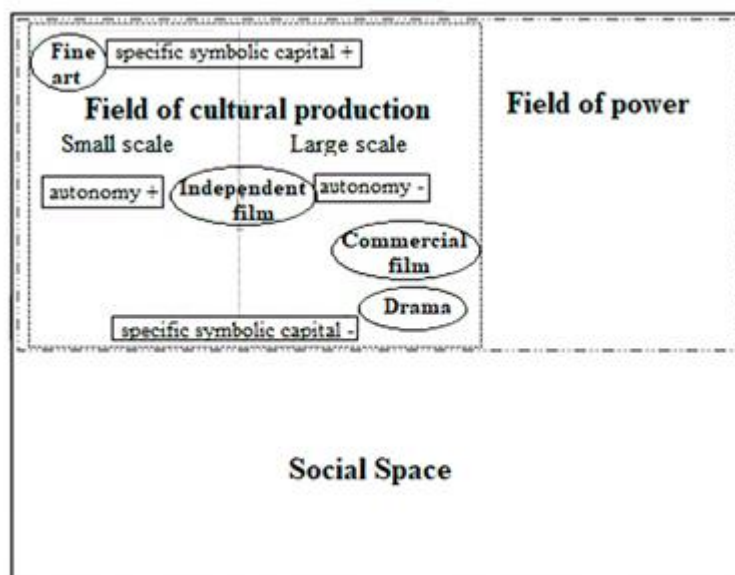 Fine
art
specific symbolic capital +
Field of cultural production
Field of power
Small scale
Large scale
autonomy +
Independent
film
autonomy -
Commercial
film
Drama
specific symbolic capital -
Social Space